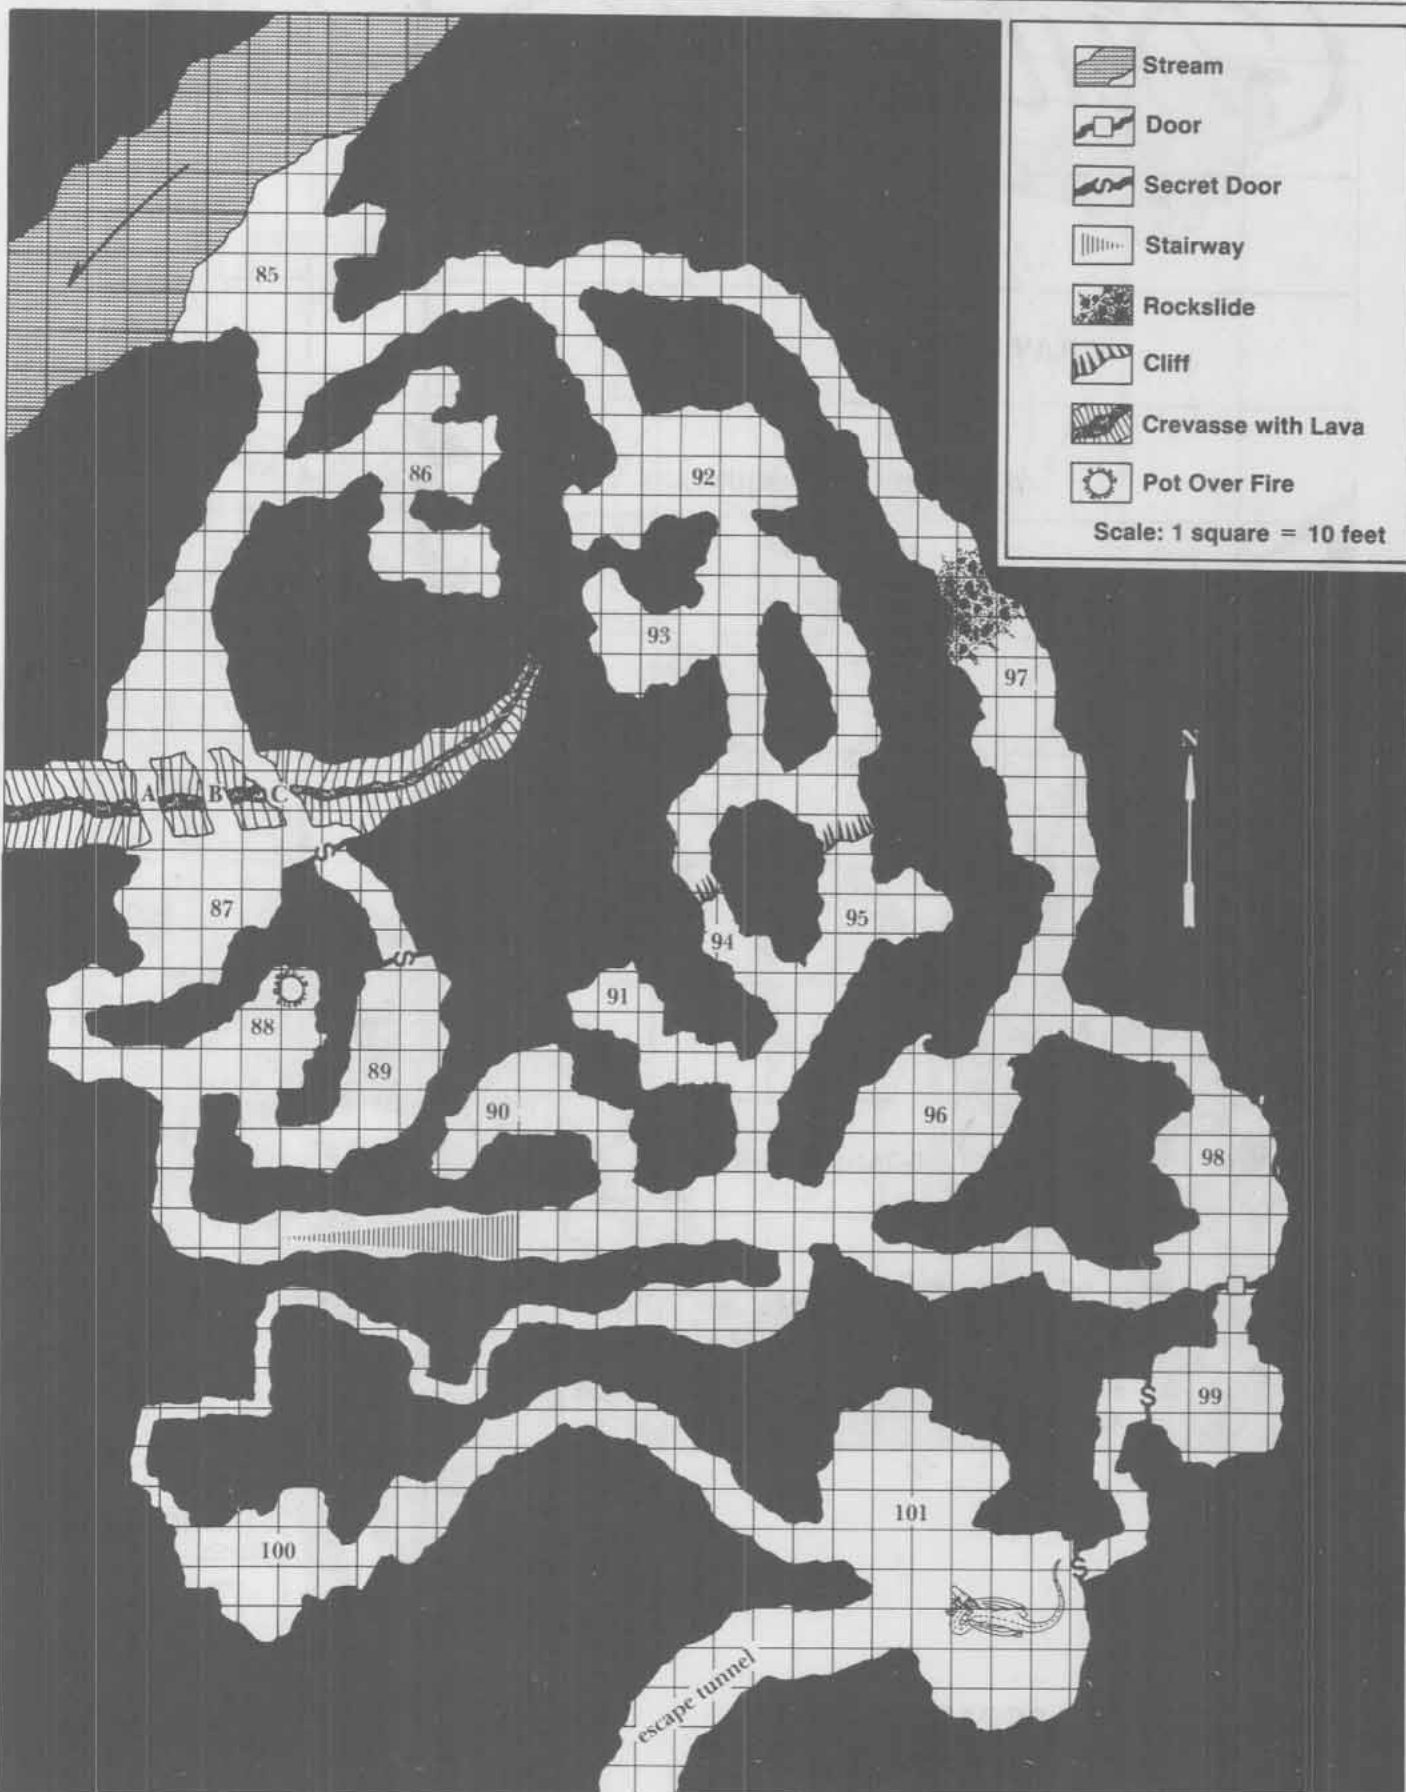 Stream
Door
Secret Door
Stairway
Rockslide
Cliff
Crevasse with Lava
Pot Over Fire
Scale: 1 square = 10 feet
85
86
92
93
97
N
A B C
S
87
95
94
S
91
88
89
90
96
98
S
99
101
100
S
escape tunnel